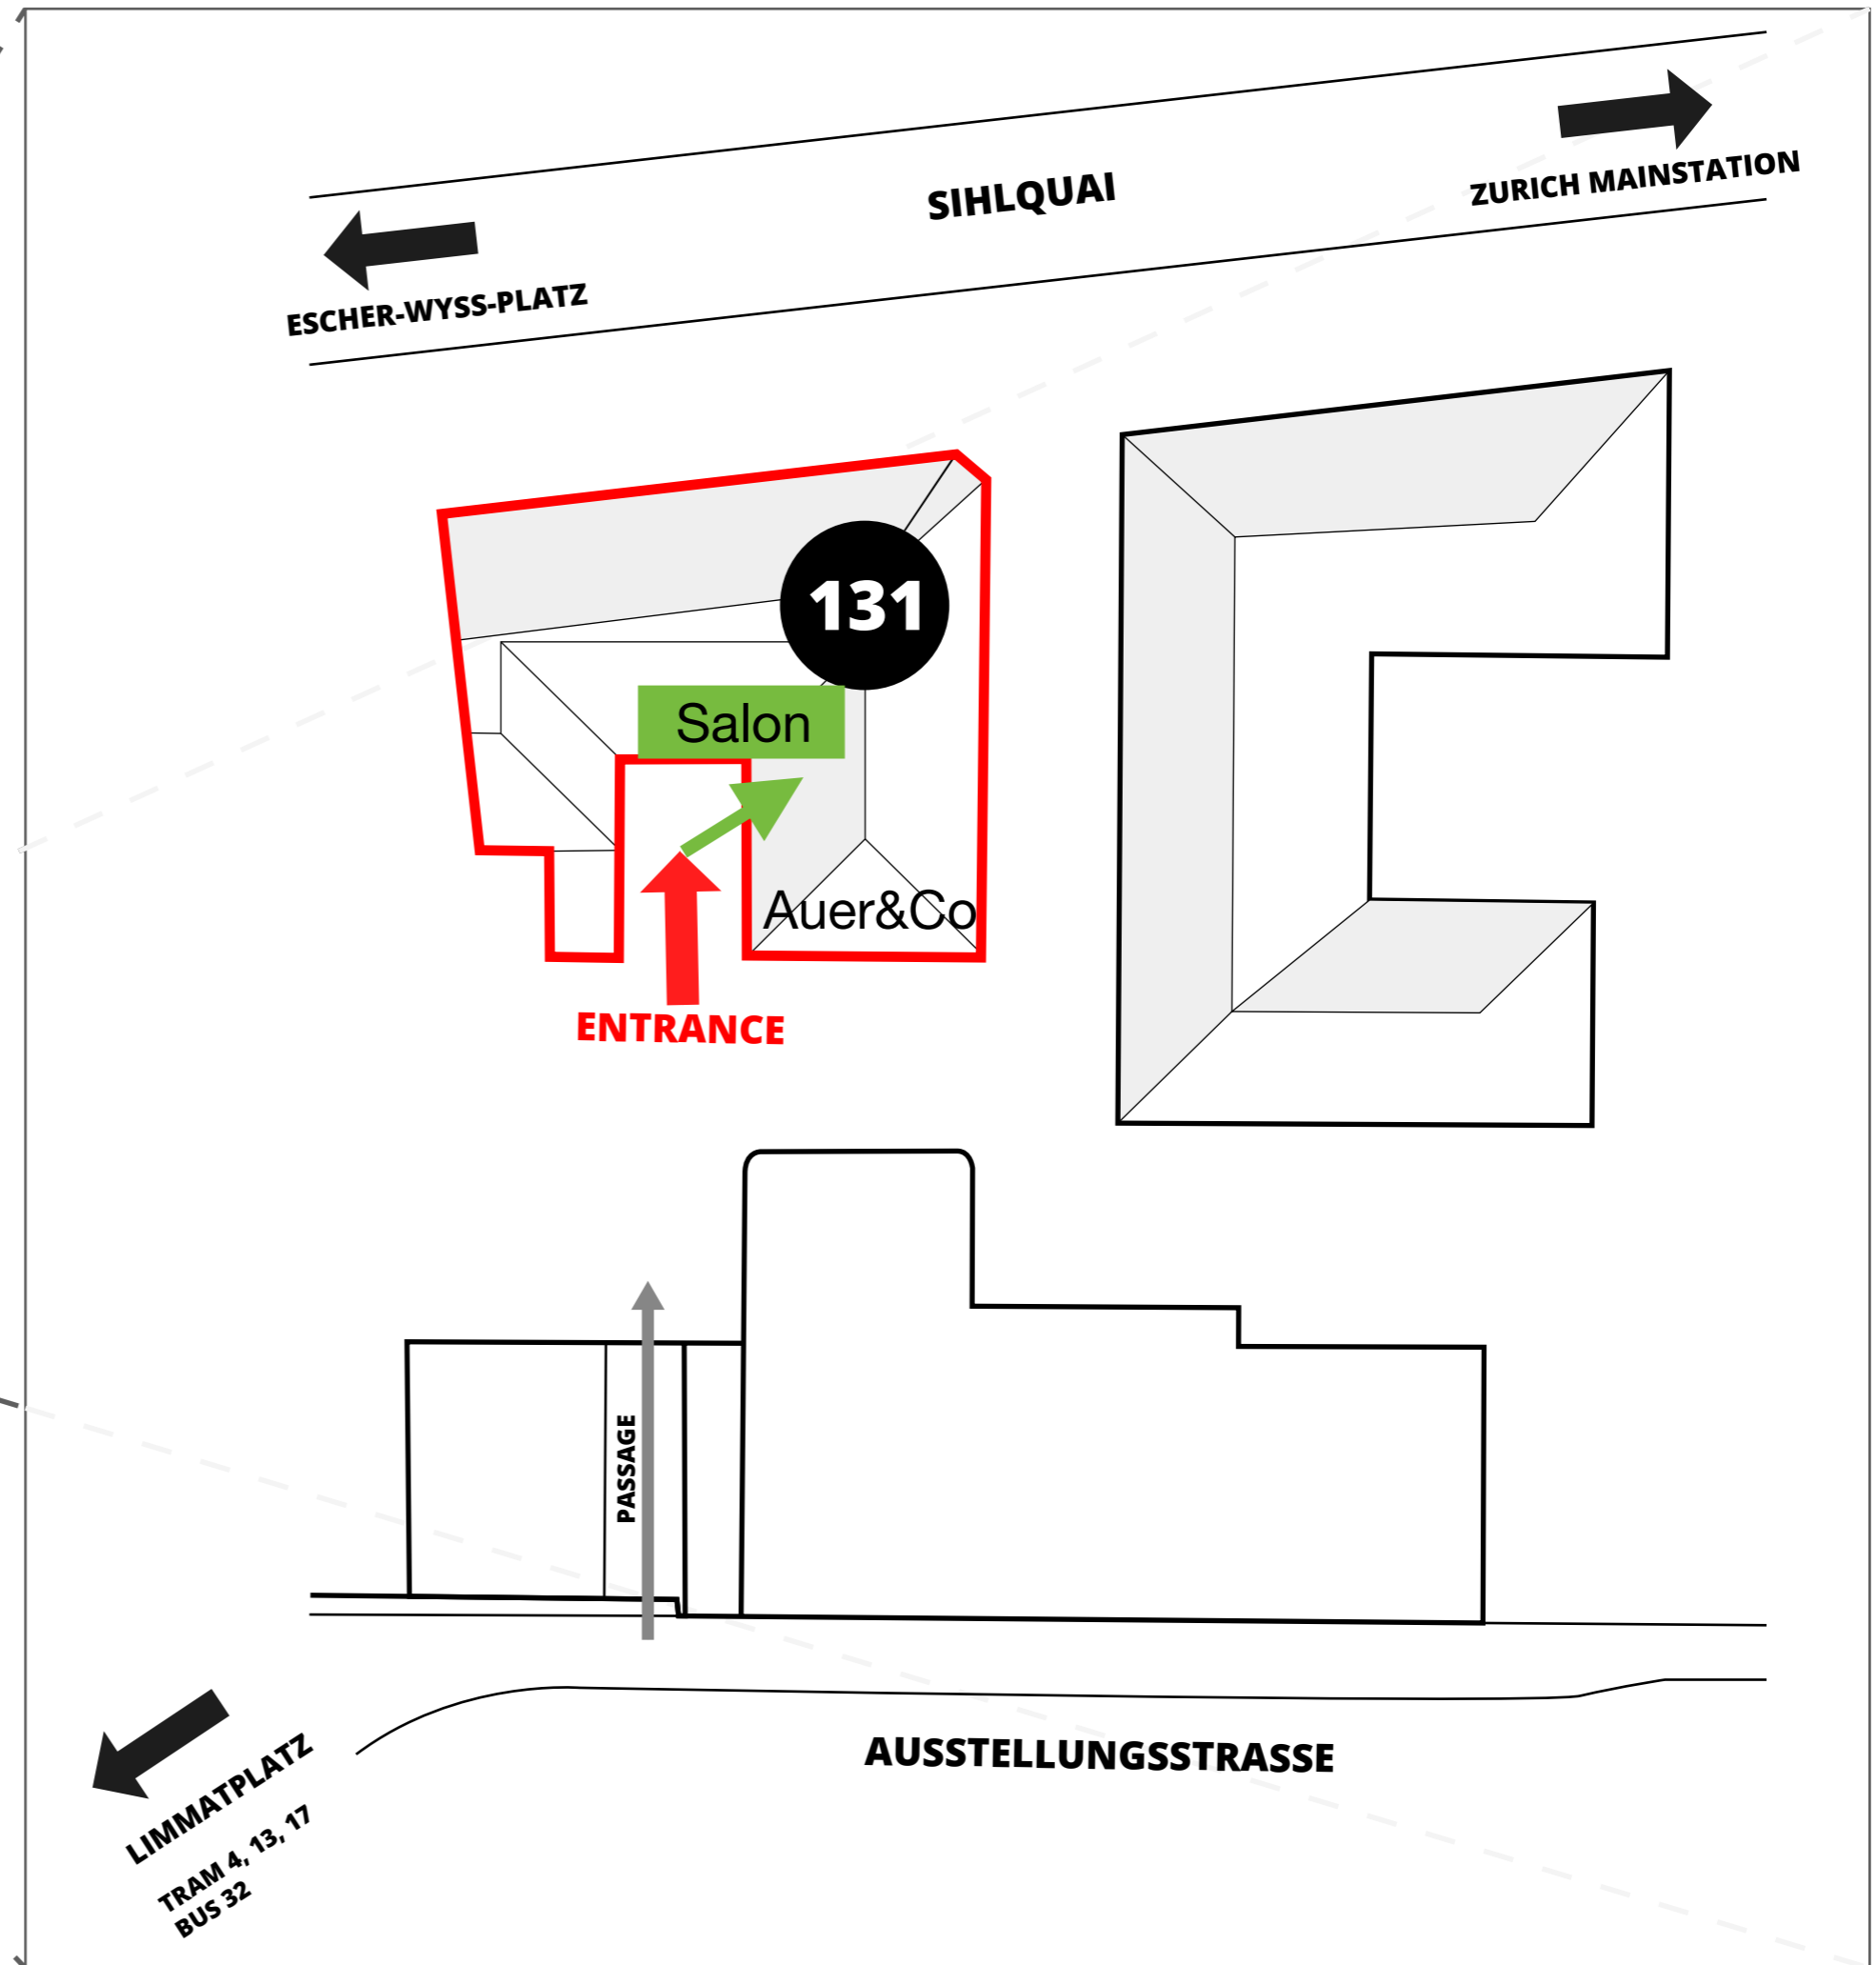 SIHLQUAI
ZURICH MAINSTATION
ESCHER-WYSS-PLATZ
131
Salon
Auer&Co
ENTRANCE
PASSAGE
AUSSTELLUNGSSTRASSE
LIMMATPLATZ
TRAM 4, 13, 17
BUS 32